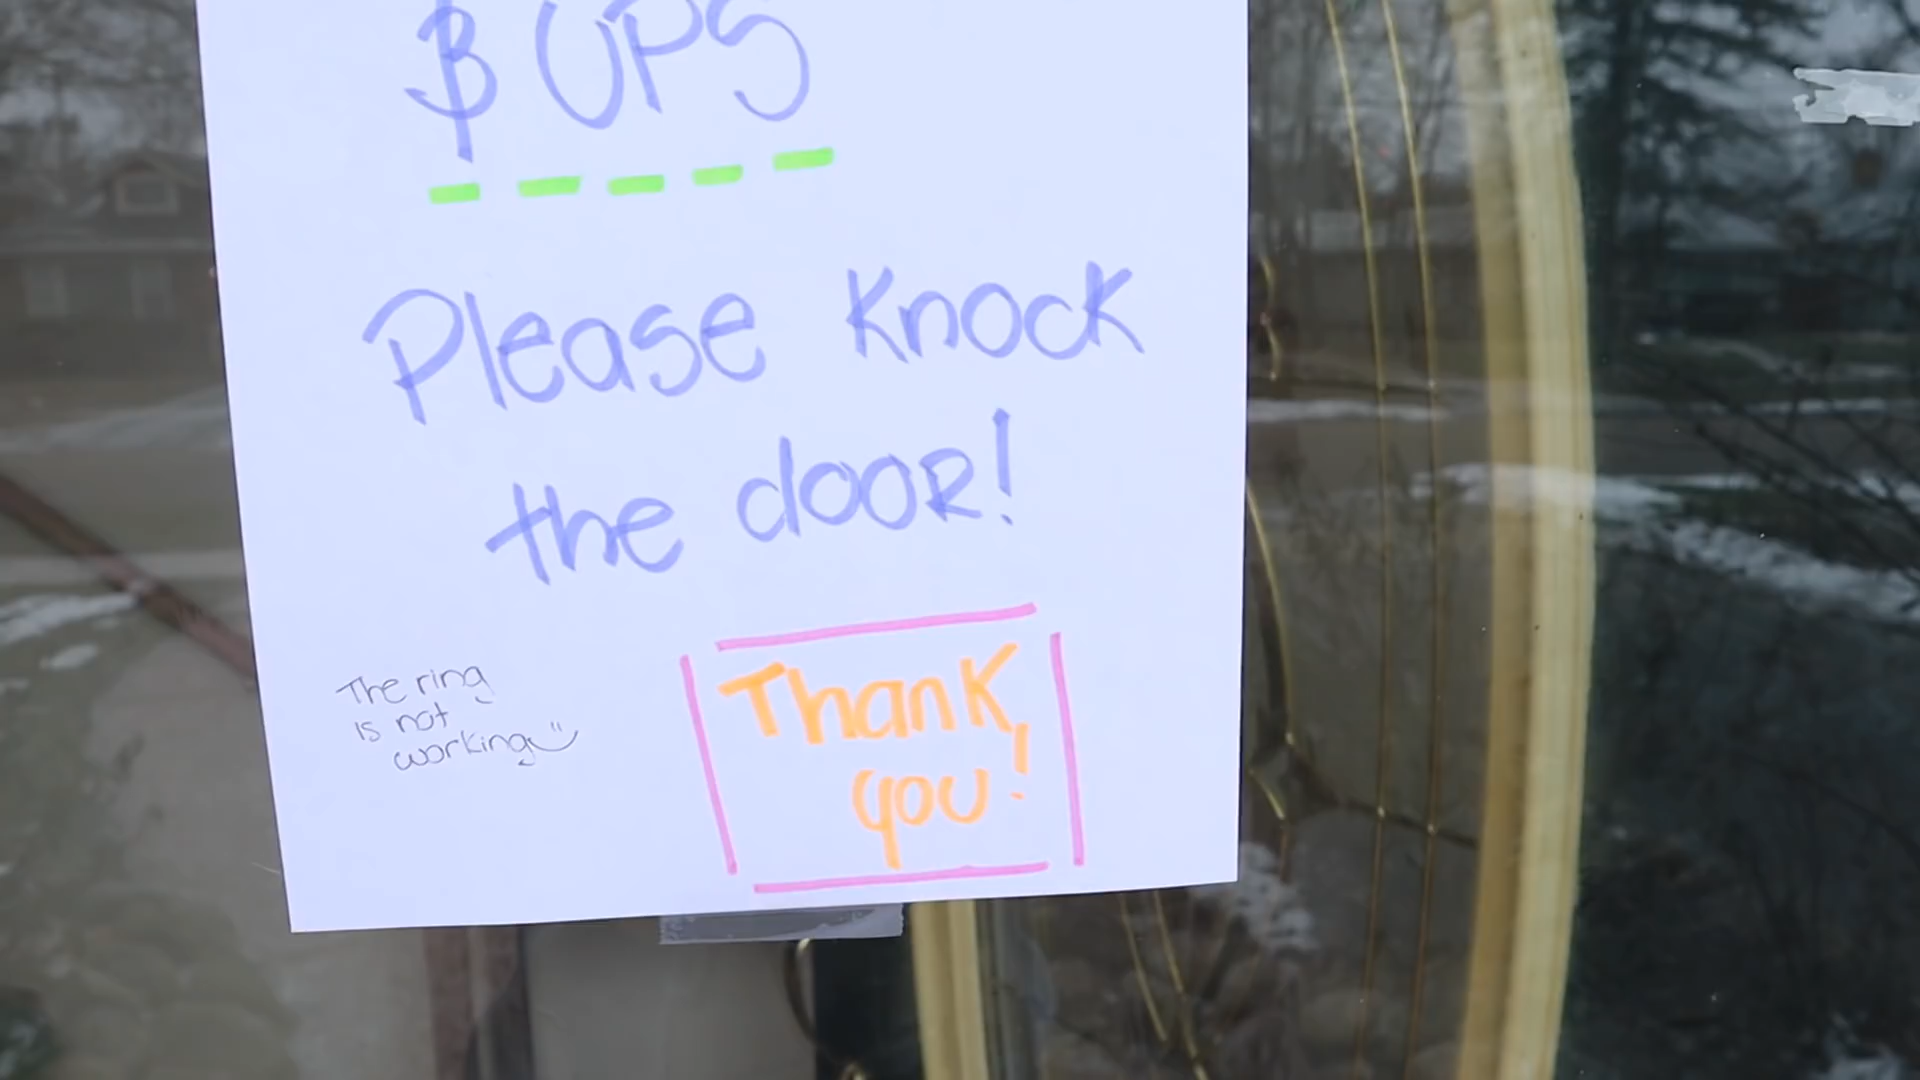 $ UPS
Please Knock
the dooR!
The ring
is not
working
Thank
you!